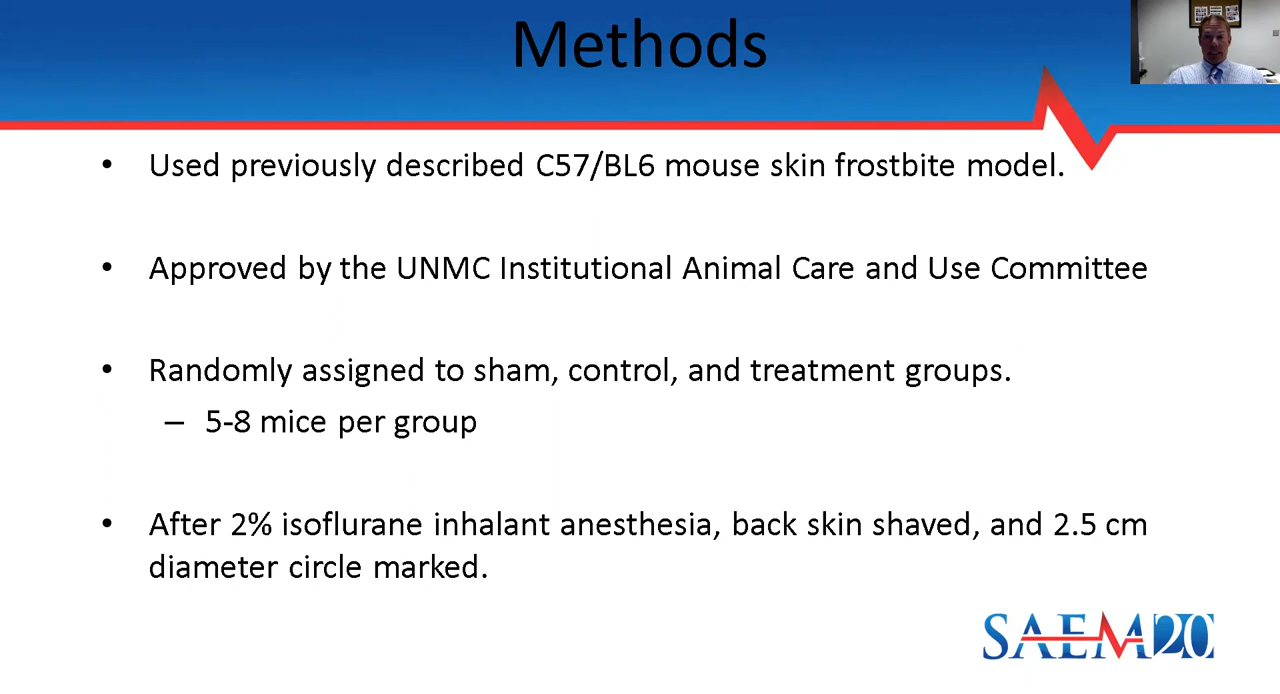 Methods
• Used previously described C57/BL6 mouse skin frostbite model.
• Approved by the UNMC Institutional Animal Care and Use Committee
• Randomly assigned to sham, control, and treatment groups.
– 5-8 mice per group
• After 2% isoflurane inhalant anesthesia, back skin shaved, and 2.5 cm
diameter circle marked.
SAEM20